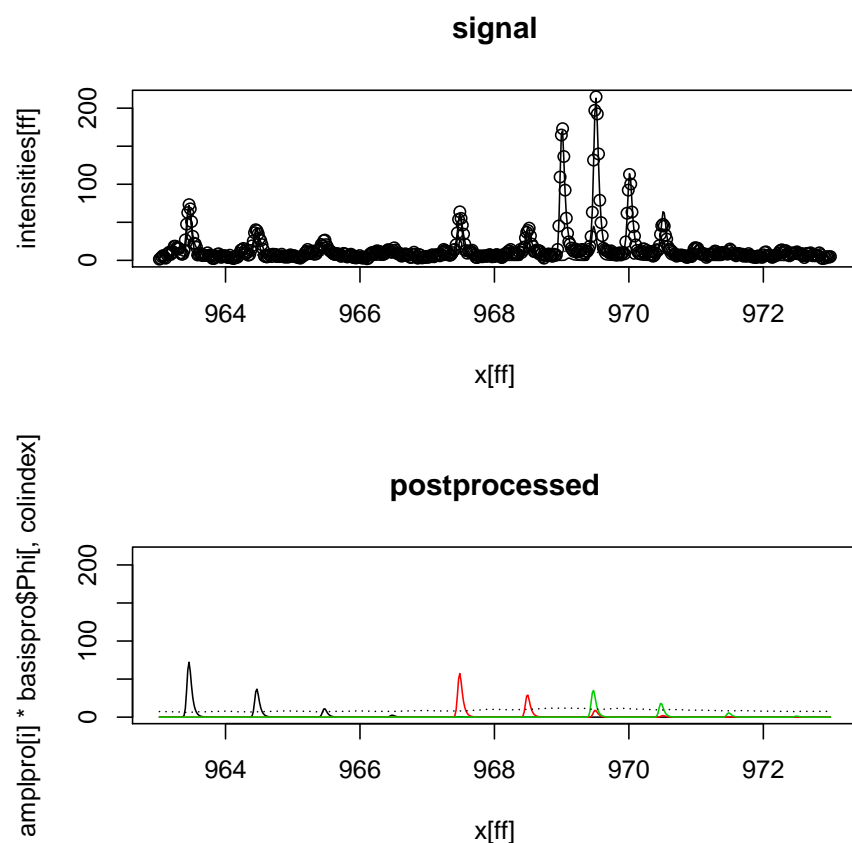 signal
intensities[ff]
200
100
0
964 966 968 970 972
x[ff]
postprocessed
amplpro[i] * basispro$Phi[, colindex]
200
100
0
964 966 968 970 972
x[ff]